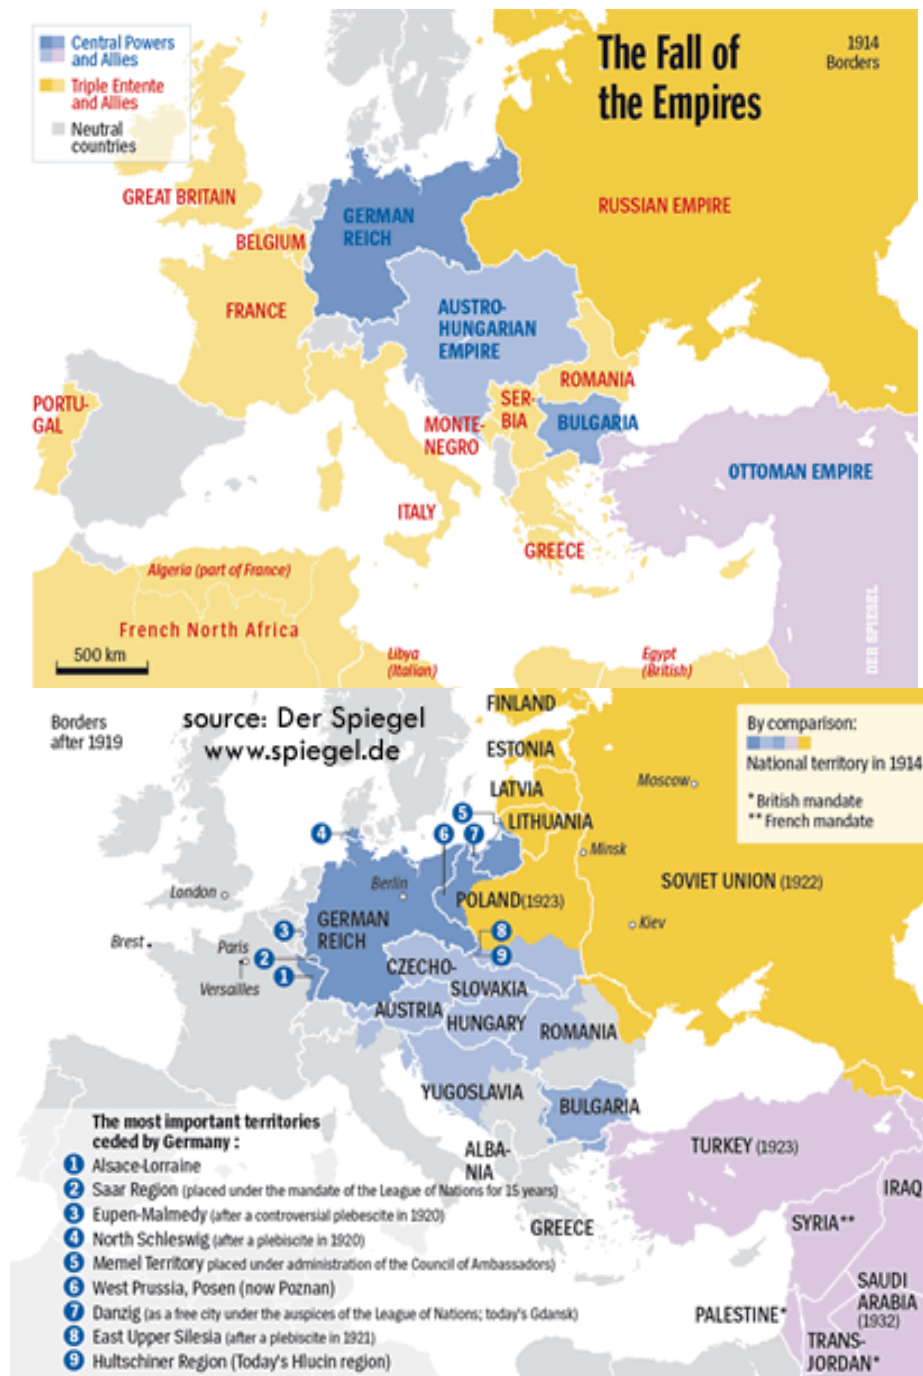 Central Powers
and Allies
Triple Entente
and Allies
Neutral
countries
The Fall of
the Empires
1914
Borders
GREAT BRITAIN
GERMAN
REICH
RUSSIAN EMPIRE
BELGIUM
FRANCE
AUSTRO-
HUNGARIAN
EMPIRE
ROMANIA
PORTU-
GAL
SER-
BIA
MONTE-
NEGRO
BULGARIA
OTTOMAN EMPIRE
ITALY
GREECE
Algeria (part of France)
French North Africa
500 km
Libya
(Italian)
Egypt
(British)
DER SPIEGEL
Borders
after 1919
source: Der Spiegel
www.spiegel.de
FINLAND
ESTONIA
LATVIA
LITHUANIA
By comparison:
National territory in 1914
* British mandate
** French mandate
Moscow
5
4
6
7
Minsk
London
Berlin
POLAND (1923)
SOVIET UNION (1922)
Kiev
GERMAN
REICH
3
8
Brest
Paris
2
9
Versailles
1
CZECHO-
SLOVAKIA
AUSTRIA
HUNGARY
ROMANIA
YUGOSLAVIA
BULGARIA
ALBA-
NIA
GREECE
TURKEY (1923)
IRAQ
SYRIA**
SAUDI
ARABIA
(1932)
PALESTINE*
TRANS-
JORDAN*
The most important territories
ceded by Germany :
1 Alsace-Lorraine
2 Saar Region (placed under the mandate of the League of Nations for 15 years)
3 Eupen-Malmedy (after a controversial plebescite in 1920)
4 North Schleswig (after a plebiscite in 1920)
5 Memel Territory placed under administration of the Council of Ambassadors)
6 West Prussia, Posen (now Poznan)
7 Danzig (as a free city under the auspices of the League of Nations; today's Gdansk)
8 East Upper Silesia (after a plebiscite in 1921)
9 Hultschiner Region (Today's Hlucin region)